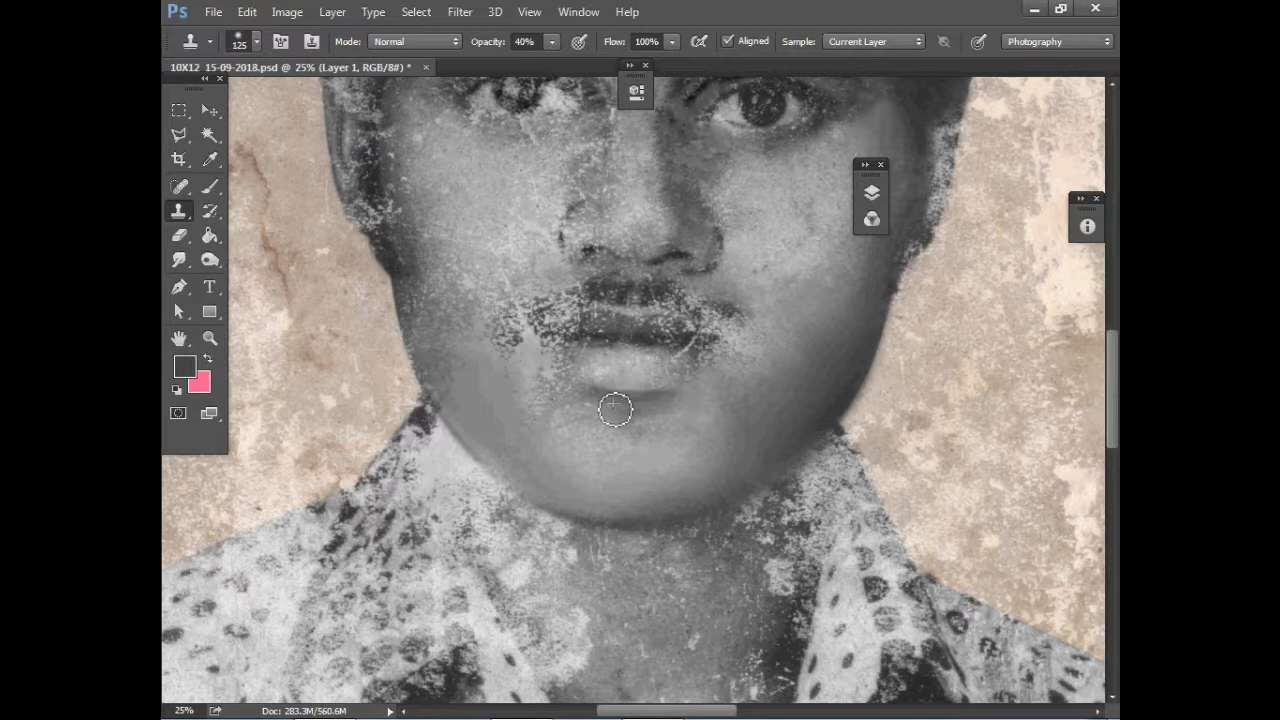 Ps File Edit Image Layer Type Select Filter 3D View Window Help
125 Mode: Normal Opacity: 40% Flow: 100% Aligned Sample: Current Layer Photography
10X12 15-09-2018.psd @ 25% (Layer 1, RGB/8#) *
25% Doc: 283.3M/560.6M